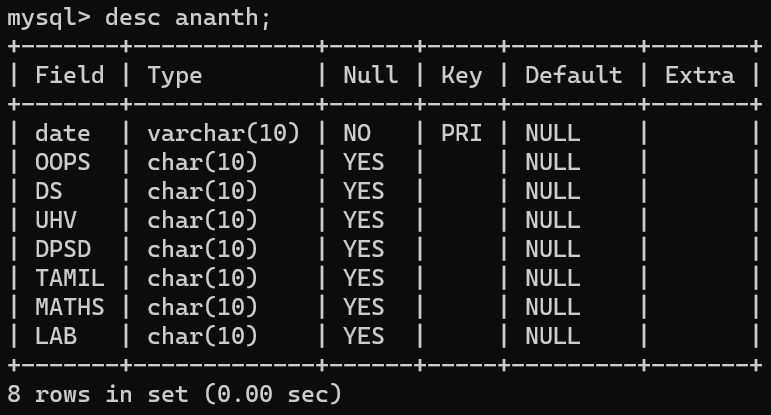 mysql> desc ananth;
+-------+-------------+------+-----+---------+-------+
| Field | Type        | Null | Key | Default | Extra |
+-------+-------------+------+-----+---------+-------+
| date  | varchar(10) | NO   | PRI | NULL    |       |
| OOPS  | char(10)    | YES  |     | NULL    |       |
| DS    | char(10)    | YES  |     | NULL    |       |
| UHV   | char(10)    | YES  |     | NULL    |       |
| DPSD  | char(10)    | YES  |     | NULL    |       |
| TAMIL | char(10)    | YES  |     | NULL    |       |
| MATHS | char(10)    | YES  |     | NULL    |       |
| LAB   | char(10)    | YES  |     | NULL    |       |
+-------+-------------+------+-----+---------+-------+
8 rows in set (0.00 sec)